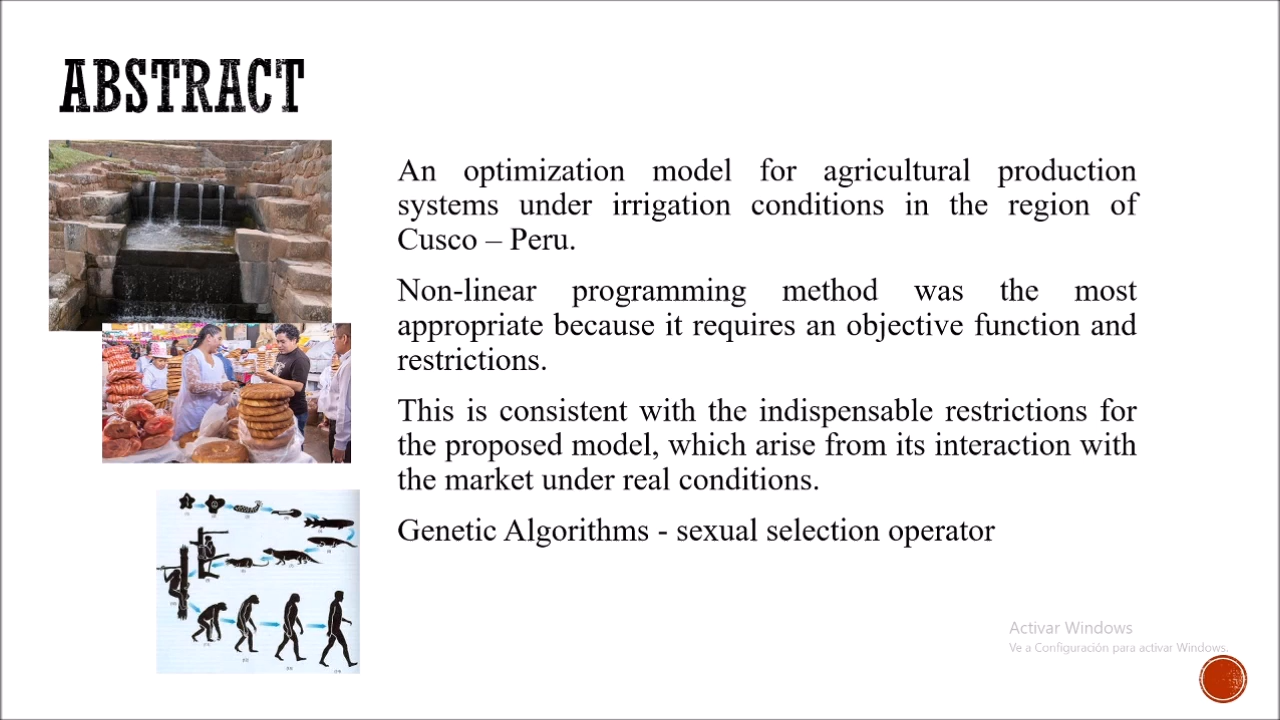 ABSTRACT
An optimization model for agricultural production
systems under irrigation conditions in the region of
Cusco – Peru.
Non-linear programming method was the most
appropriate because it requires an objective function and
restrictions.
This is consistent with the indispensable restrictions for
the proposed model, which arise from its interaction with
the market under real conditions.
Genetic Algorithms - sexual selection operator
Activar Windows
Ve a Configuración para activar Windows.